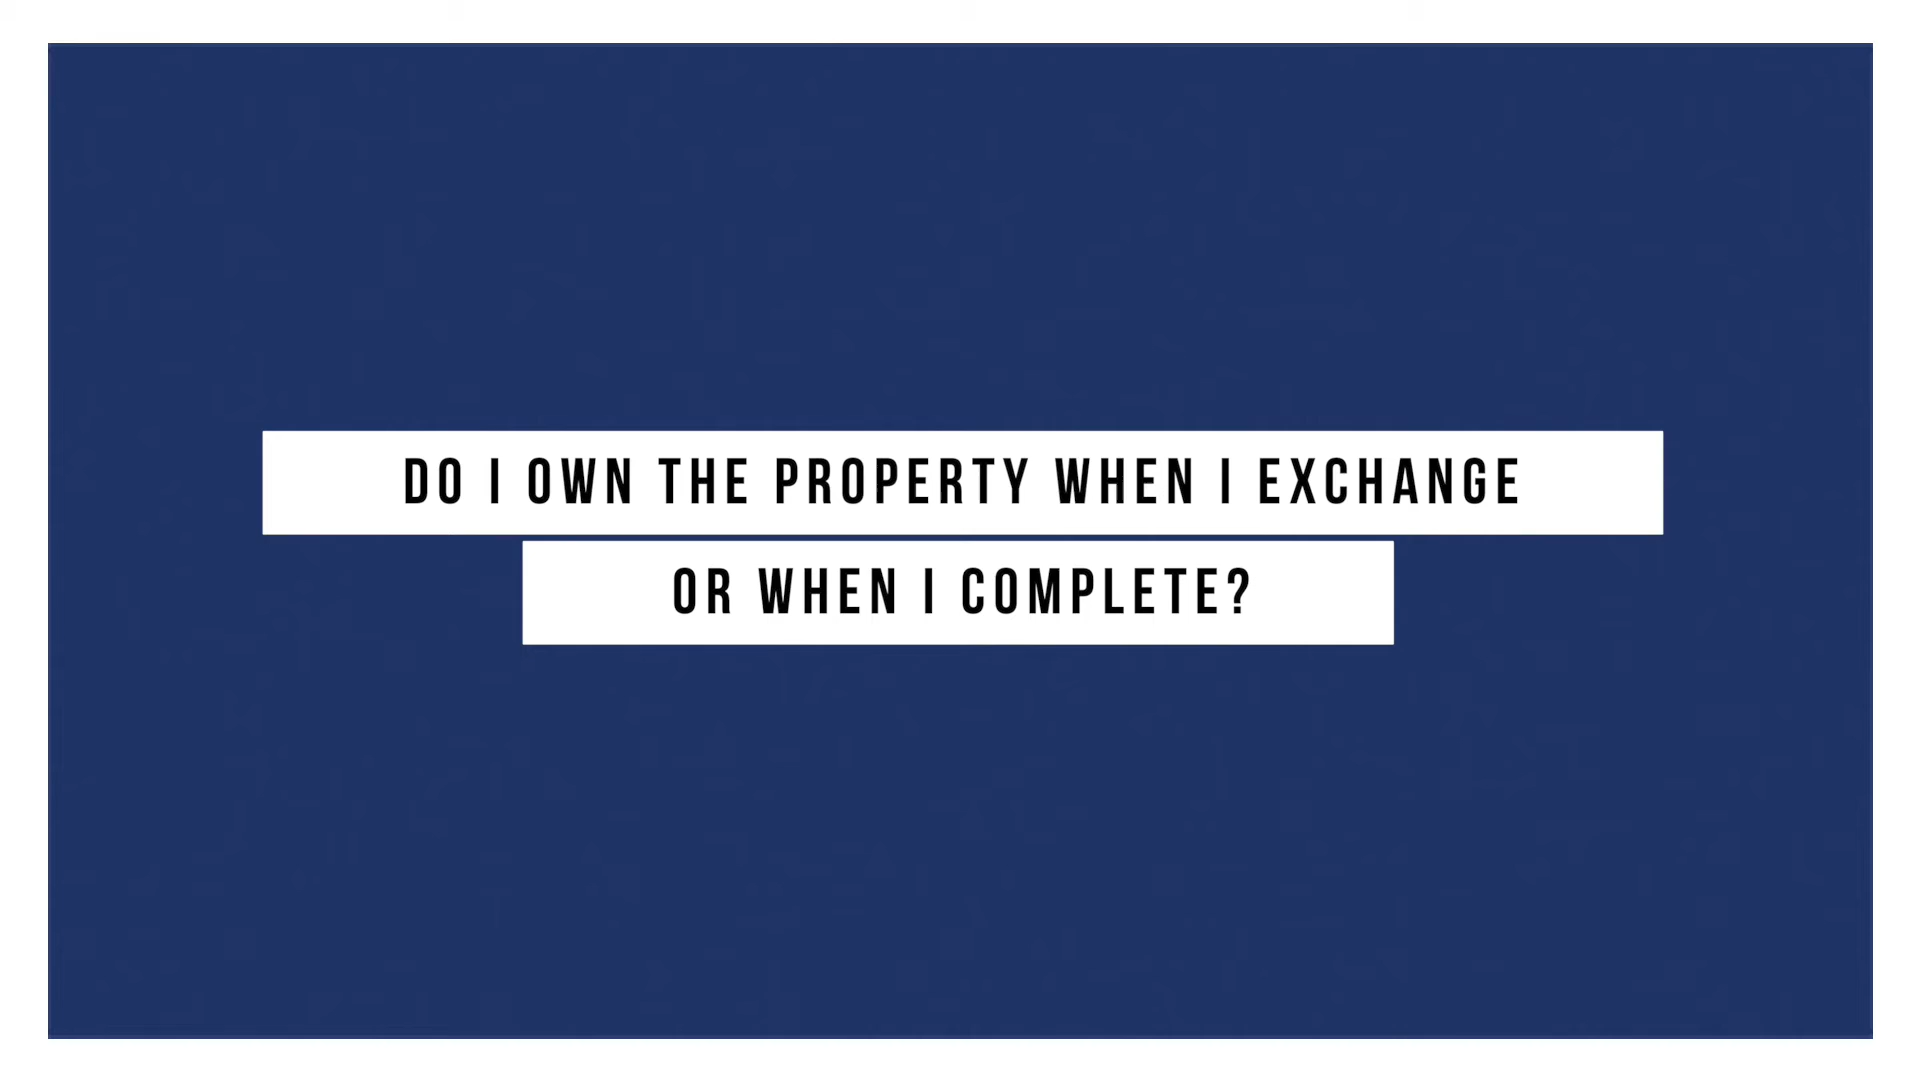 DO I OWN THE PROPERTY WHEN I EXCHANGE
OR WHEN I COMPLETE?